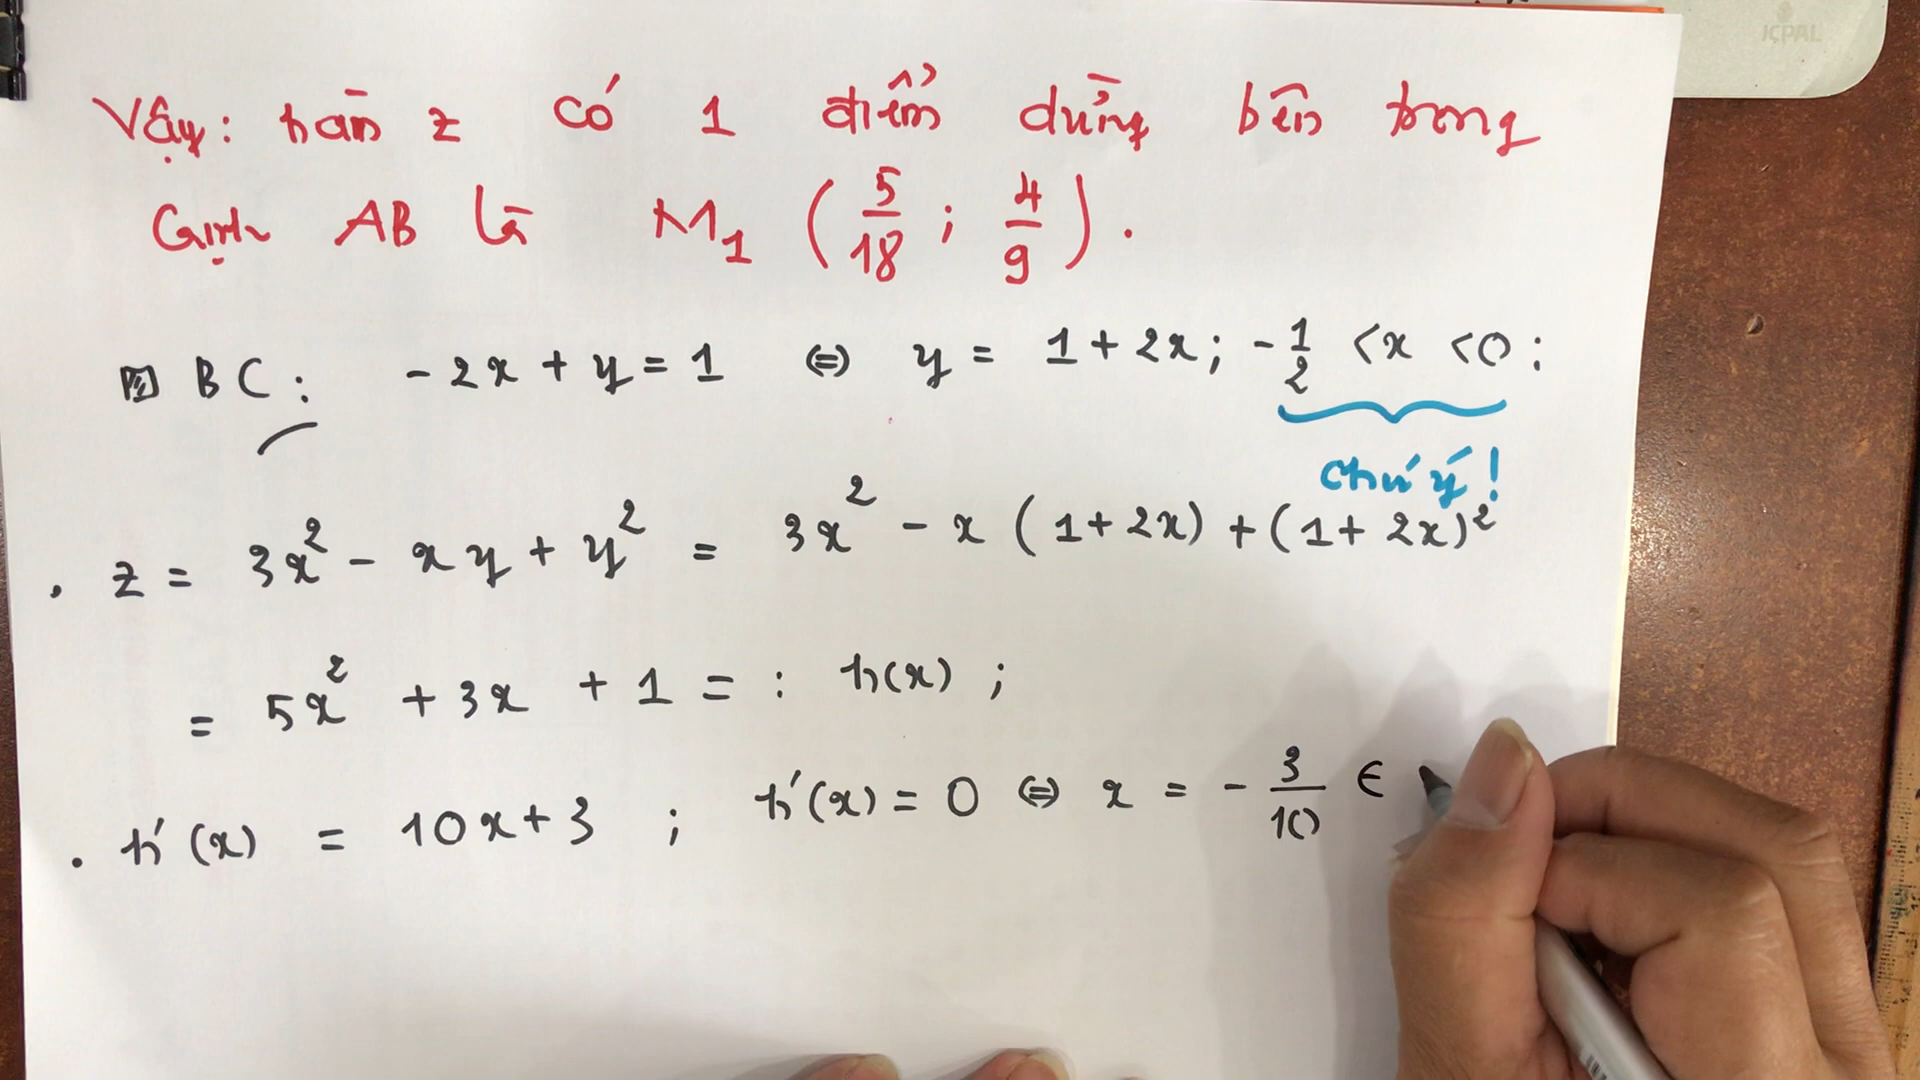 Vậy: hàm z có 1 điểm dừng bên trong
Cạnh AB là M₁ (5/18 ; 4/9).
BC: -2x + y = 1 ⇔ y = 1 + 2x; -1/2 < x < 0 :
chú ý!
. z = 3x² - xy + y² = 3x² - x (1+2x) + (1+ 2x)²
= 5x² + 3x + 1 = : h(x) ;
. h'(x) = 10x + 3 ; h'(x) = 0 ⇔ x = - 3/10 ∈
JCPAL